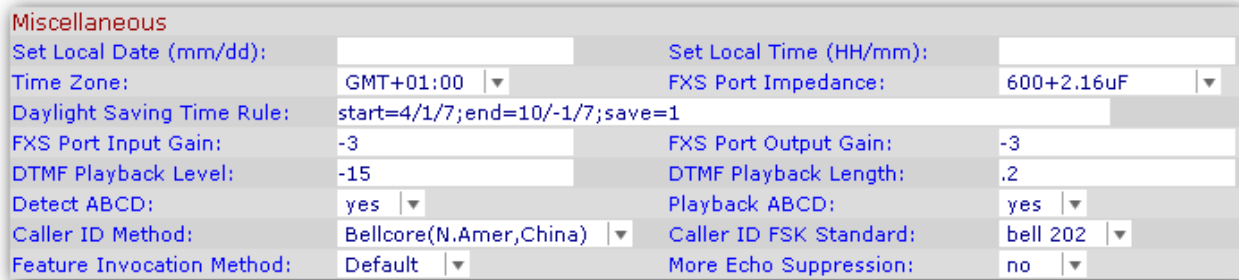 Miscellaneous
Set Local Date (mm/dd): Set Local Time (HH/mm):
Time Zone: GMT+01:00 FXS Port Impedance: 600+2.16uF
Daylight Saving Time Rule: start=4/1/7;end=10/-1/7;save=1
FXS Port Input Gain: -3 FXS Port Output Gain: -3
DTMF Playback Level: -15 DTMF Playback Length: .2
Detect ABCD: yes Playback ABCD: yes
Caller ID Method: Bellcore(N.Amer,China) Caller ID FSK Standard: bell 202
Feature Invocation Method: Default More Echo Suppression: no